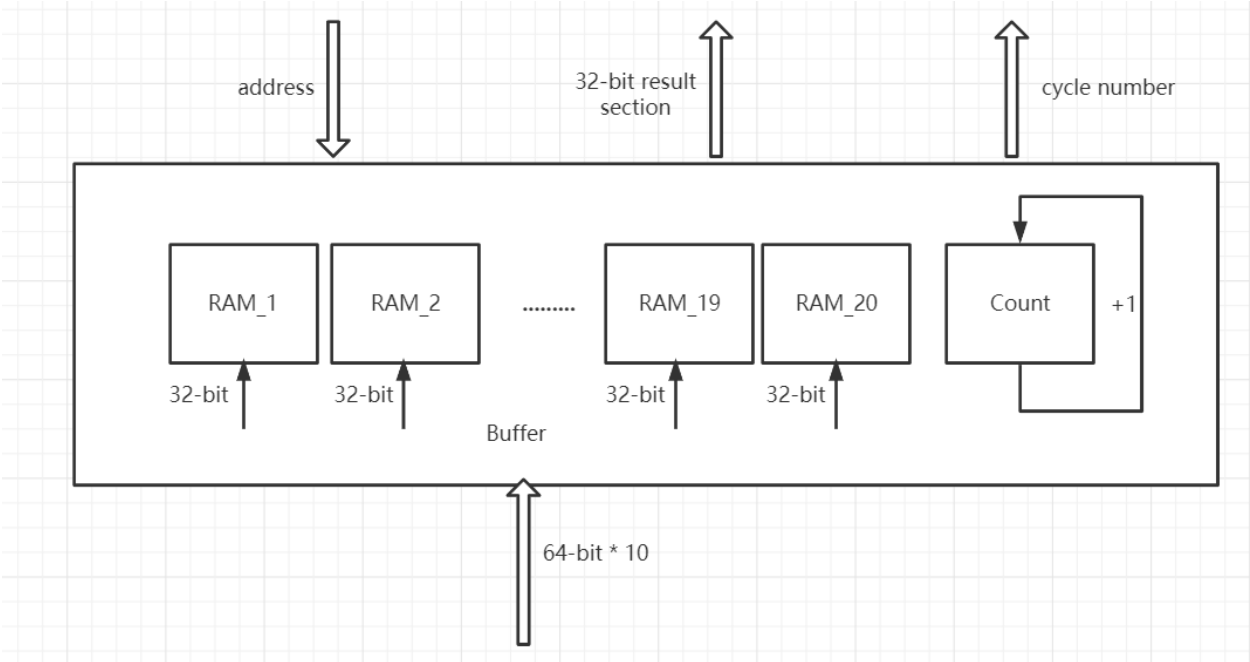 address
32-bit result
section
cycle number
RAM_1
RAM_2
.........
RAM_19
RAM_20
Count
+1
32-bit
32-bit
32-bit
32-bit
Buffer
64-bit * 10